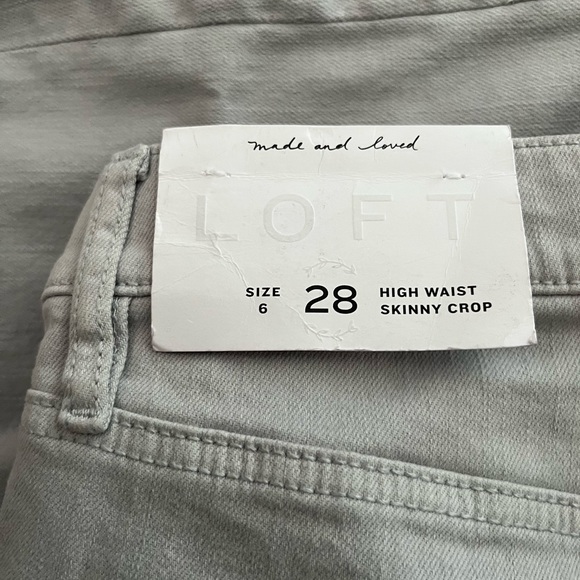 made and loved
LOFT
SIZE 6 28 HIGH WAIST SKINNY CROP